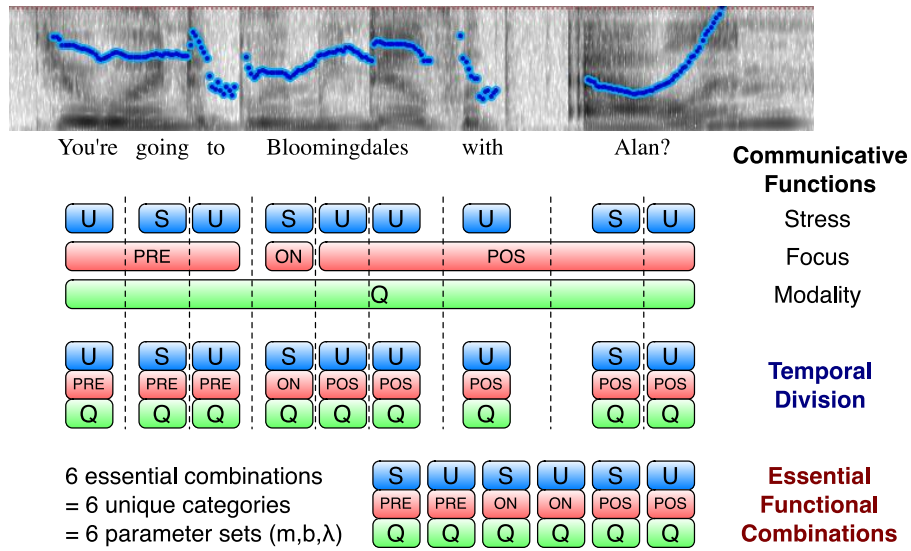 You're going to Bloomingdales with Alan?
Communicative
Functions
U S U S U U U S U Stress
PRE ON POS Focus
Q Modality
U S U S U U U S U
PRE PRE PRE ON POS POS POS POS POS
Q Q Q Q Q Q Q Q Q
Temporal
Division
6 essential combinations
= 6 unique categories
= 6 parameter sets (m,b,λ)
S U S U S U
PRE PRE ON ON POS POS
Q Q Q Q Q Q
Essential
Functional
Combinations